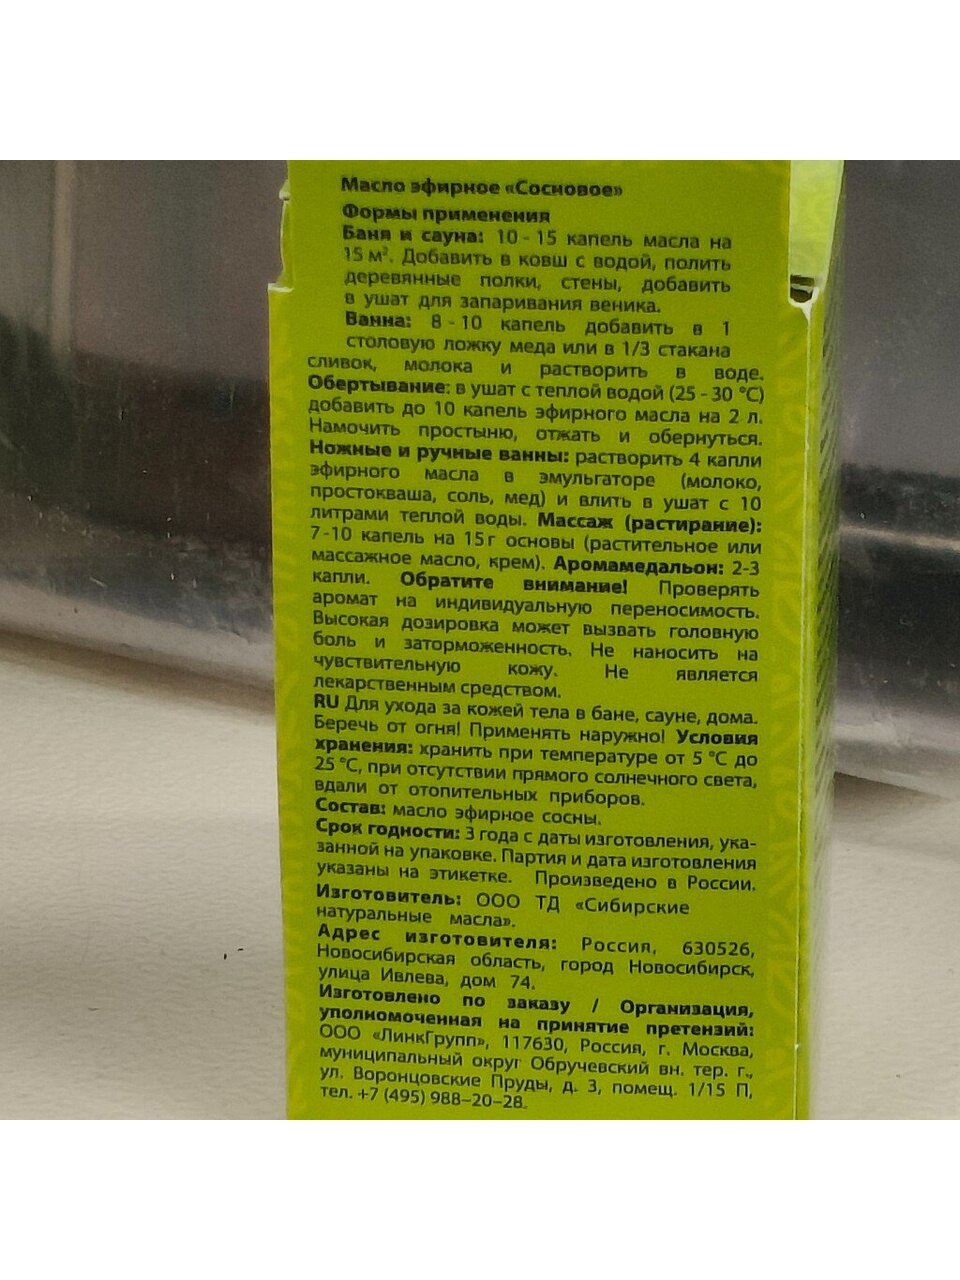 Масло эфирное «Сосновое»
Формы применения
Баня и сауна: 10 - 15 капель масла на
15 м². Добавить в ковш с водой, полить
деревянные полки, стены, добавить
в ушат для запаривания веника.
Ванна: 8 - 10 капель добавить в 1
столовую ложку меда или в 1/3 стакана
сливок, молока и растворить в воде.
Обертывание: в ушат с теплой водой (25 - 30 °C)
добавить до 10 капель эфирного масла на 2 л.
Намочить простыню, отжать и обернуться.
Ножные и ручные ванны: растворить 4 капли
эфирного масла в эмульгаторе (молоко,
простокваша, соль, мед) и влить в ушат с 10
литрами теплой воды. Массаж (растирание):
7-10 капель на 15г основы (растительное или
массажное масло, крем). Аромамедальон: 2-3
капли. Обратите внимание! Проверять
аромат на индивидуальную переносимость.
Высокая дозировка может вызвать головную
боль и заторможенность. Не наносить на
чувствительную кожу. Не является
лекарственным средством.
RU Для ухода за кожей тела в бане, сауне, дома.
Беречь от огня! Применять наружно! Условия
хранения: хранить при температуре от 5 °C до
25 °C, при отсутствии прямого солнечного света,
вдали от отопительных приборов.
Состав: масло эфирное сосны.
Срок годности: 3 года с даты изготовления, ука-
занной на упаковке. Партия и дата изготовления
указаны на этикетке. Произведено в России.
Изготовитель: ООО ТД «Сибирские
натуральные масла».
Адрес изготовителя: Россия, 630526,
Новосибирская область, город Новосибирск,
улица Ивлева, дом 74.
Изготовлено по заказу / Организация,
уполномоченная на принятие претензий:
ООО «ЛинкГрупп», 117630, Россия, г. Москва,
муниципальный округ Обручевский вн. тер. г.,
ул. Воронцовские Пруды, д. 3, помещ. 1/15 П,
тел. +7 (495) 988-20-28.